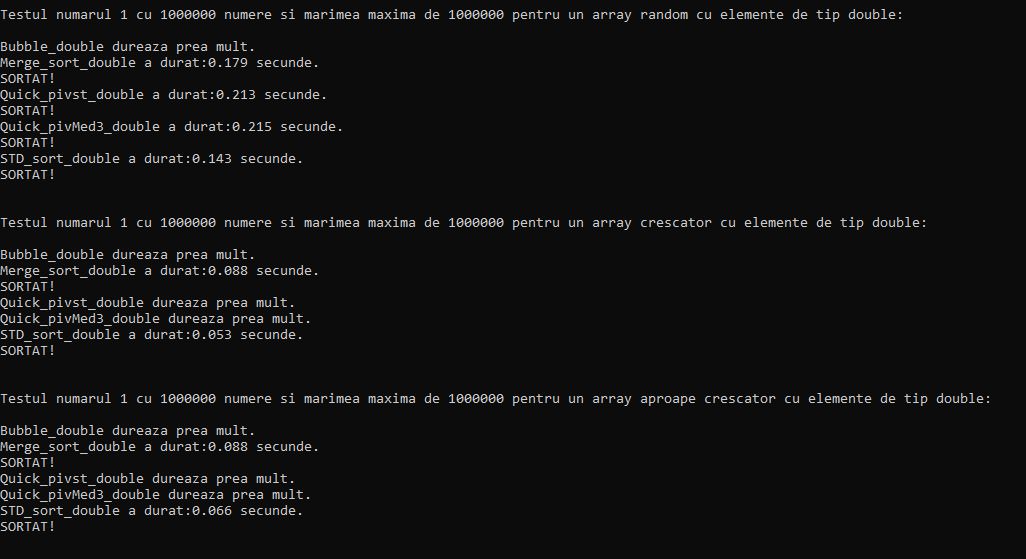 Testul numarul 1 cu 1000000 numere si marimea maxima de 1000000 pentru un array random cu elemente de tip double:
Bubble_double dureaza prea mult.
Merge_sort_double a durat:0.179 secunde.
SORTAT!
Quick_pivst_double a durat:0.213 secunde.
SORTAT!
Quick_pivMed3_double a durat:0.215 secunde.
SORTAT!
STD_sort_double a durat:0.143 secunde.
SORTAT!
Testul numarul 1 cu 1000000 numere si marimea maxima de 1000000 pentru un array crescator cu elemente de tip double:
Bubble_double dureaza prea mult.
Merge_sort_double a durat:0.088 secunde.
SORTAT!
Quick_pivst_double dureaza prea mult.
Quick_pivMed3_double dureaza prea mult.
STD_sort_double a durat:0.053 secunde.
SORTAT!
Testul numarul 1 cu 1000000 numere si marimea maxima de 1000000 pentru un array aproape crescator cu elemente de tip double:
Bubble_double dureaza prea mult.
Merge_sort_double a durat:0.088 secunde.
SORTAT!
Quick_pivst_double dureaza prea mult.
Quick_pivMed3_double dureaza prea mult.
STD_sort_double a durat:0.066 secunde.
SORTAT!